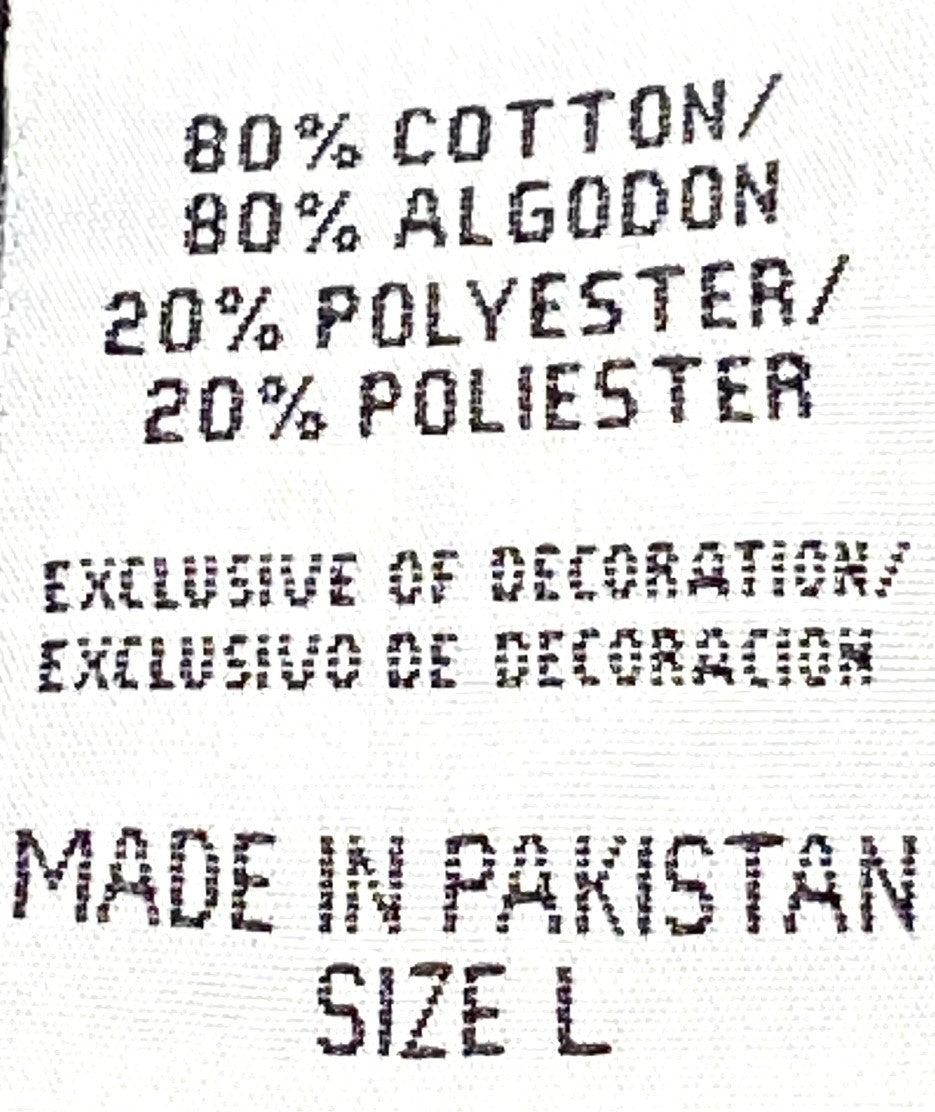 80% COTTON/
80% ALGODON
20% POLYESTER/
20% POLIESTER
EXCLUSIVE OF DECORATION/
EXCLUSIVO DE DECORACION
MADE IN PAKISTAN
SIZE L